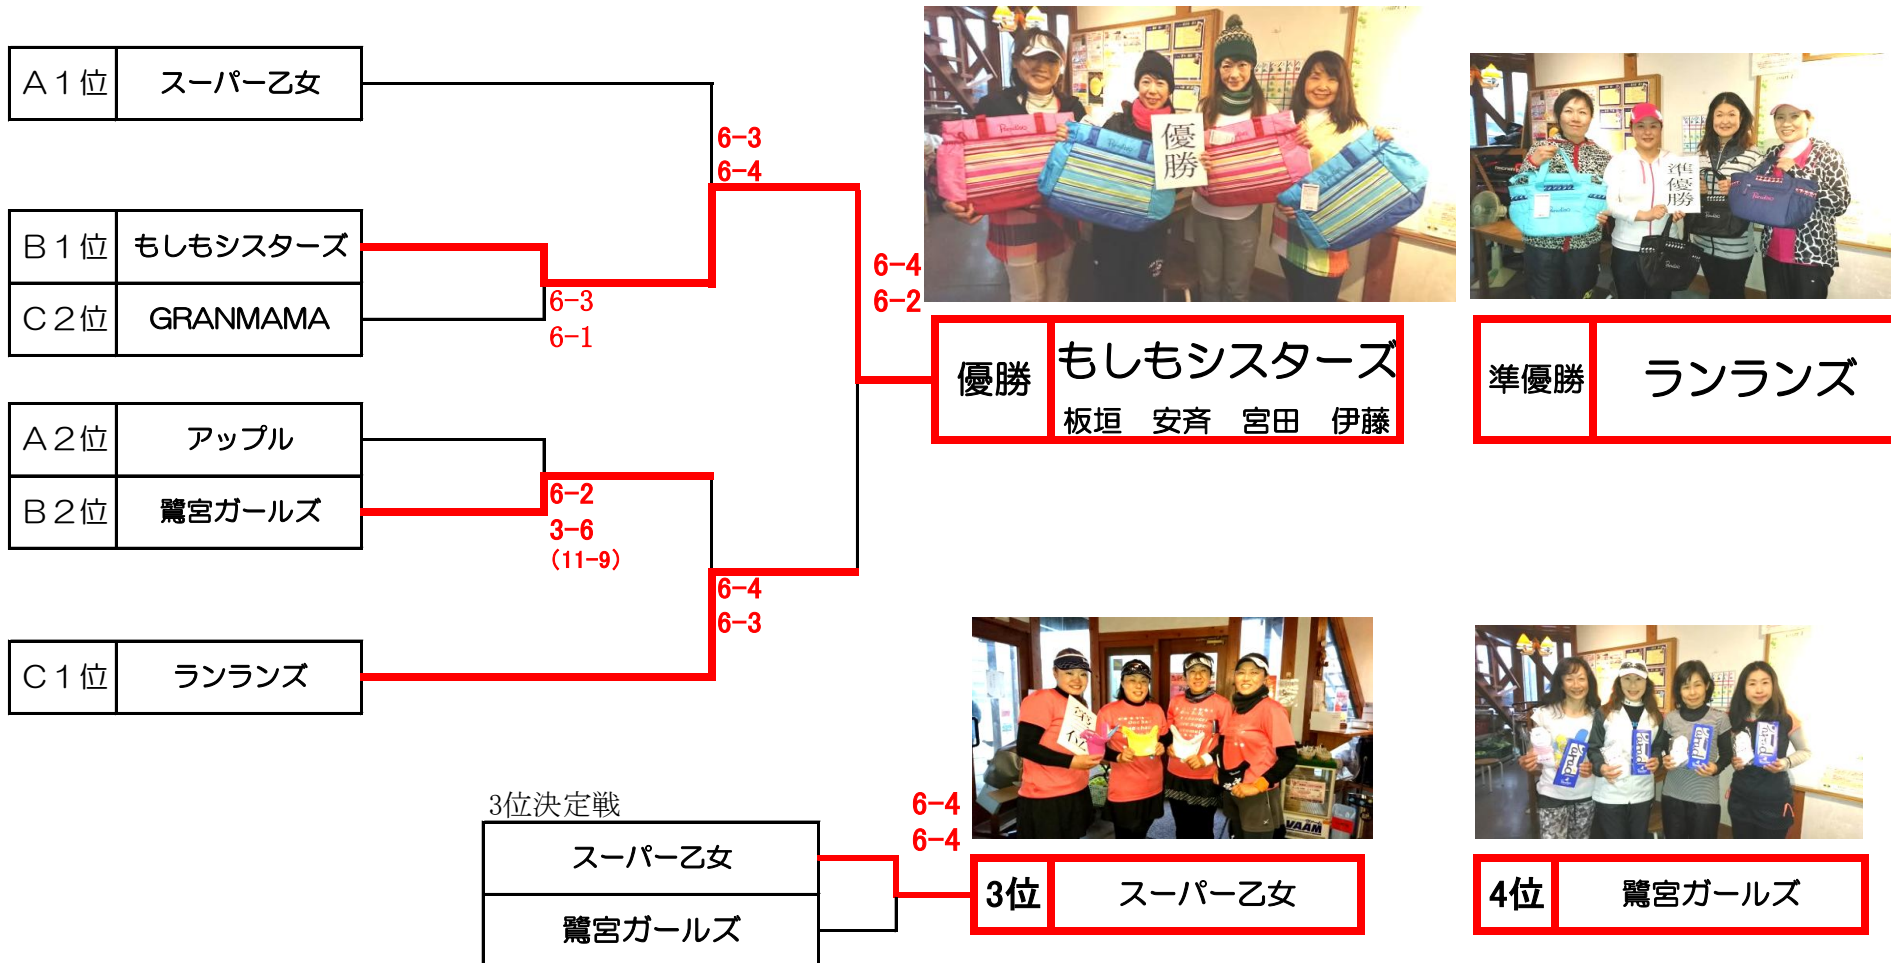 A1位 スーパー乙女
6-3
6-4
B1位 もしもシスターズ
C2位 GRANMAMA
6-3
6-1
A2位 アップル
B2位 鷺宮ガールズ
6-2
3-6
(11-9)
C1位 ランランズ
6-4
6-3
6-4
6-2
優勝
準優勝
優勝 もしもシスターズ
板垣 安斉 宮田 伊藤
準優勝 ランランズ
3位決定戦
スーパー乙女
鷺宮ガールズ
6-4
6-4
VAAM
3位 スーパー乙女
4位 鷺宮ガールズ